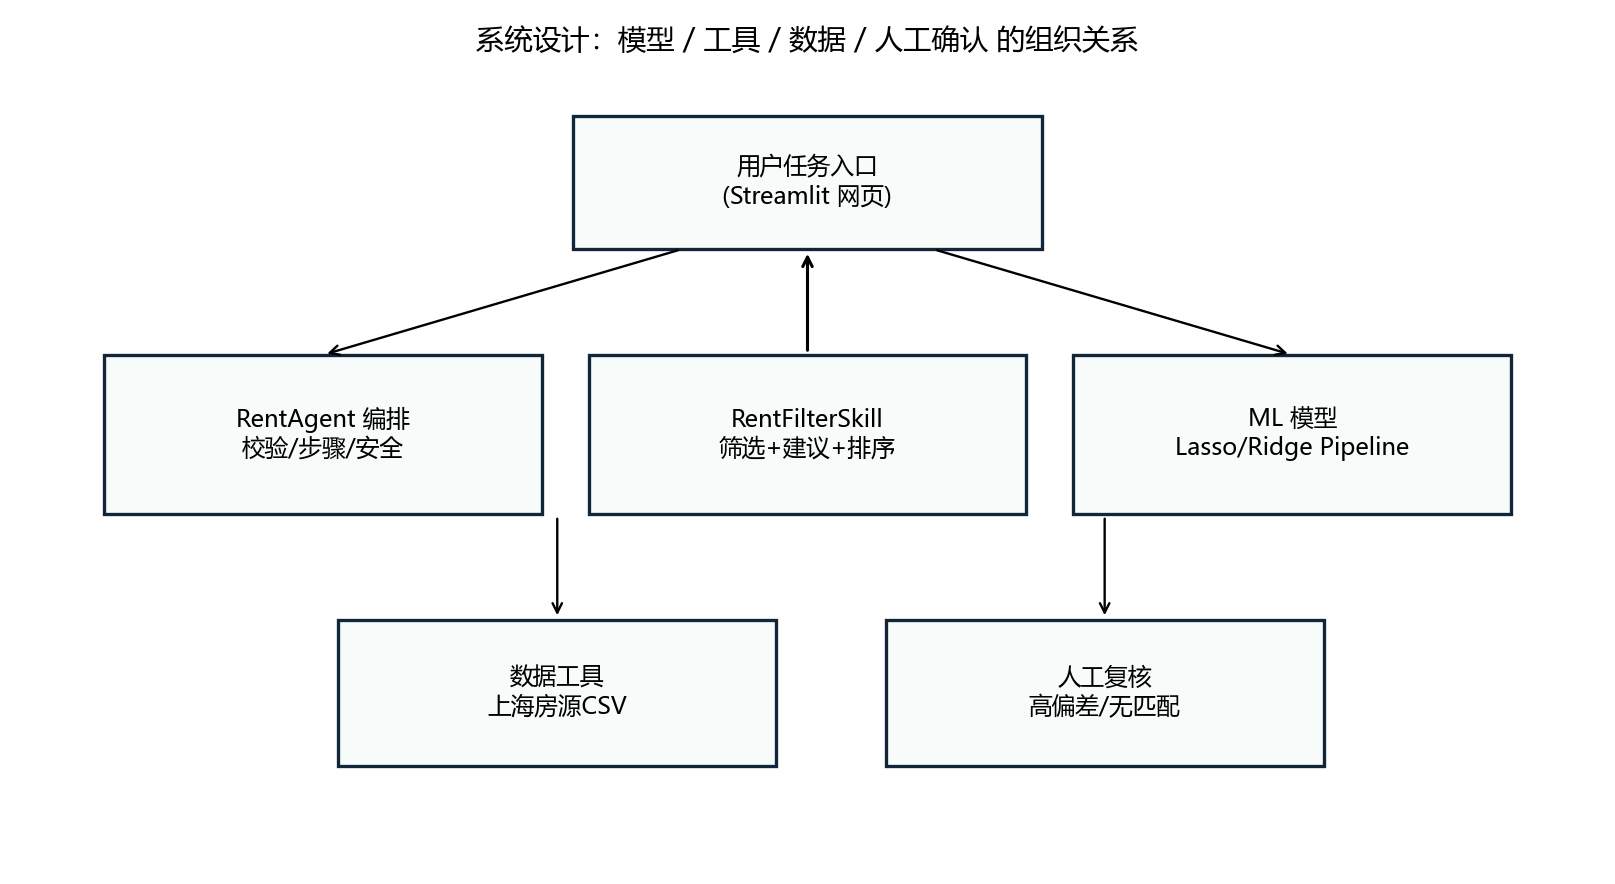 系统设计：模型 / 工具 / 数据 / 人工确认 的组织关系
用户任务入口
(Streamlit 网页)
RentAgent 编排
校验/步骤/安全
RentFilterSkill
筛选+建议+排序
ML 模型
Lasso/Ridge Pipeline
数据工具
上海房源CSV
人工复核
高偏差/无匹配